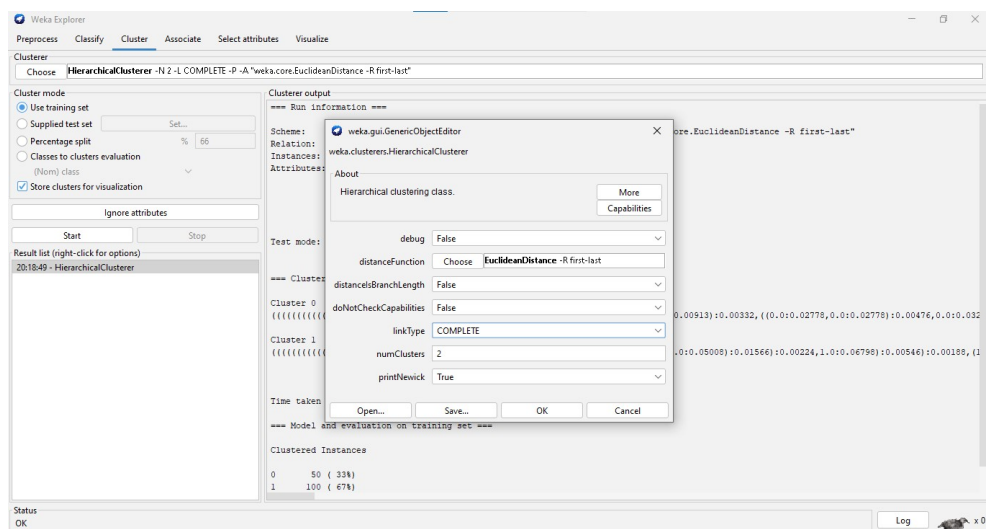 Weka Explorer
Preprocess Classify Cluster Associate Select attributes Visualize
Clusterer
Choose HierarchicalClusterer -N 2 -L COMPLETE -P -A "weka.core.EuclideanDistance -R first-last"
Cluster mode
Use training set
Supplied test set Set...
Percentage split % 66
Classes to clusters evaluation
(Nom) class
Store clusters for visualization
Ignore attributes
Start Stop
Result list (right-click for options)
20:18:49 - HierarchicalClusterer
Clusterer output
=== Run information ===
Scheme: ore.EuclideanDistance -R first-last"
Relation:
Instances:
Attributes:
Test mode:
=== Cluster
Cluster 0
((((((((((( 0.00913):0.00332,((0.0:0.02778,0.0:0.02778):0.00476,0.0:0.032
Cluster 1
((((((((((( .0:0.05008):0.01566):0.00224,1.0:0.06798):0.00546):0.00188,(1
Time taken
=== Model and evaluation on training set ===
Clustered Instances
0 50 ( 33%)
1 100 ( 67%)
weka.gui.GenericObjectEditor
weka.clusterers.HierarchicalClusterer
About
Hierarchical clustering class.
More
Capabilities
debug False
distanceFunction Choose EuclideanDistance -R first-last
distanceIsBranchLength False
doNotCheckCapabilities False
linkType COMPLETE
numClusters 2
printNewick True
Open... Save... OK Cancel
Status
OK
Log x 0